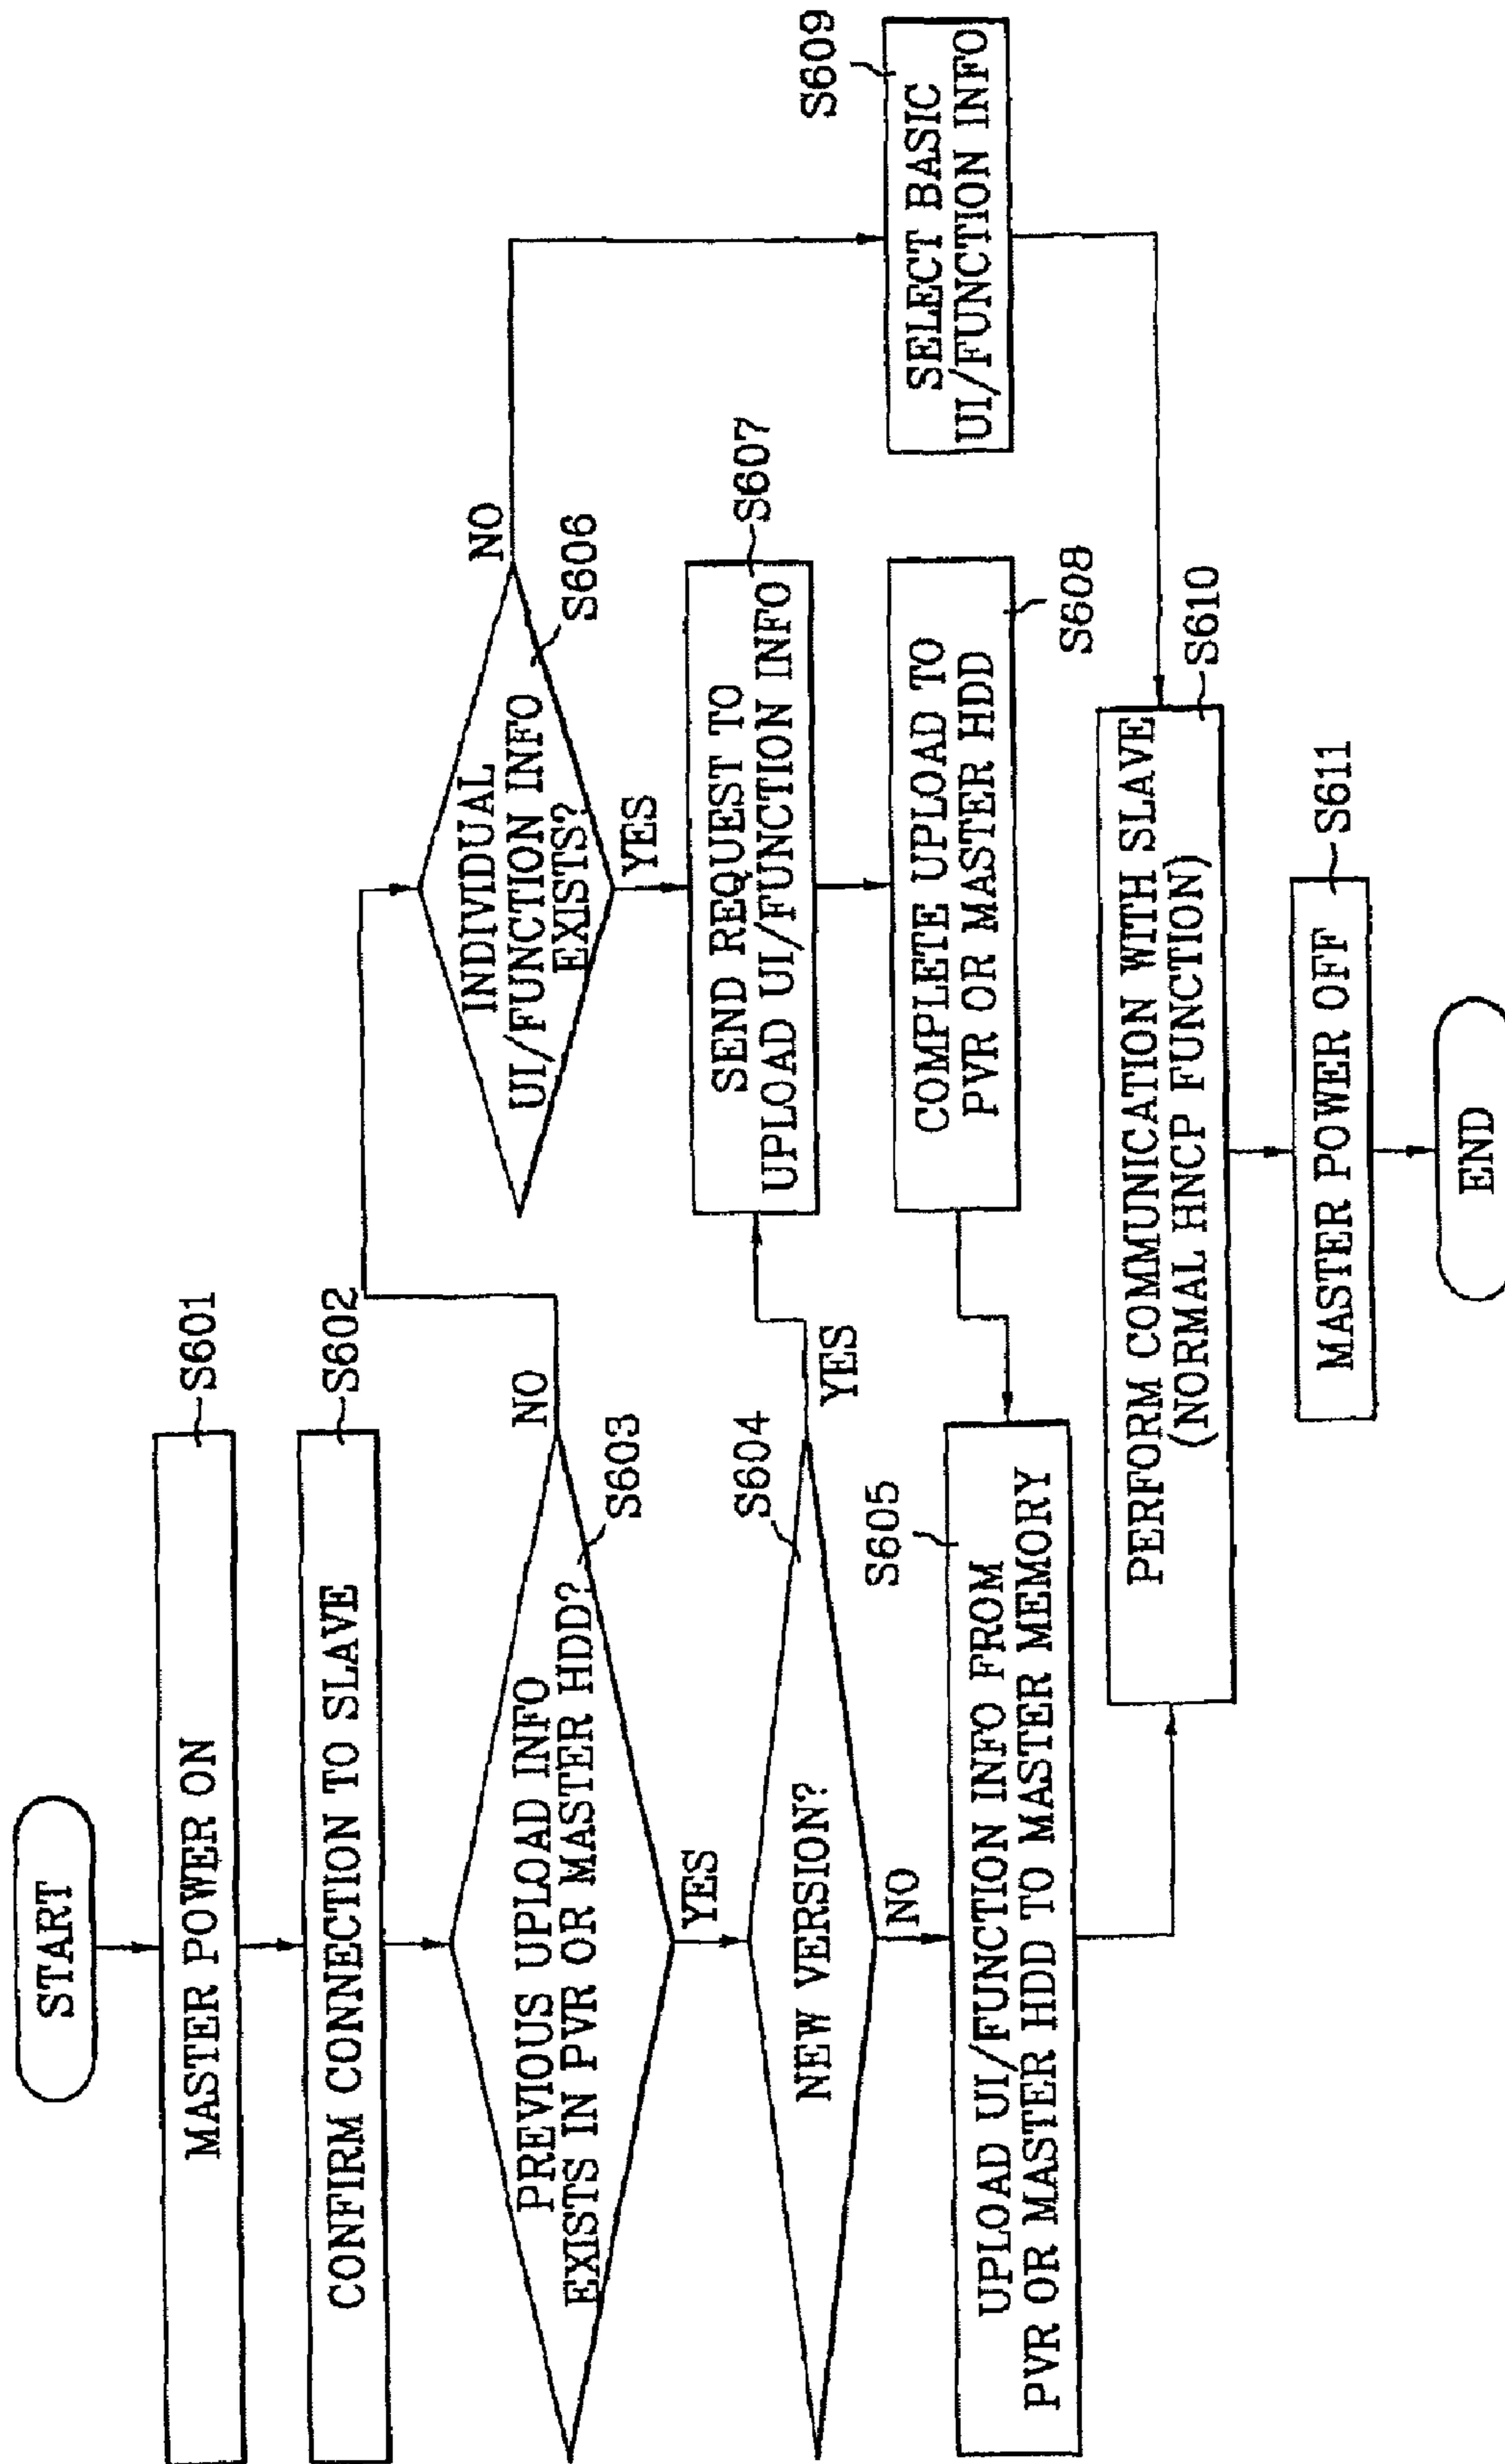 START
MASTER POWER ON
S601
CONFIRM CONNECTION TO SLAVE
S602
PREVIOUS UPLOAD INFO
EXISTS IN PVR OR MASTER HDD?
S603
NO
YES
NEW VERSION?
S604
YES
NO
UPLOAD UI/FUNCTION INFO FROM
PVR OR MASTER HDD TO MASTER MEMORY
S605
INDIVIDUAL
UI/FUNCTION INFO
EXISTS?
S606
NO
YES
SEND REQUEST TO
UPLOAD UI/FUNCTION INFO
S607
COMPLETE UPLOAD TO
PVR OR MASTER HDD
S608
SELECT BASIC
UI/FUNCTION INFO
S609
PERFORM COMMUNICATION WITH SLAVE
(NORMAL HNCP FUNCTION)
S610
MASTER POWER OFF
S611
END